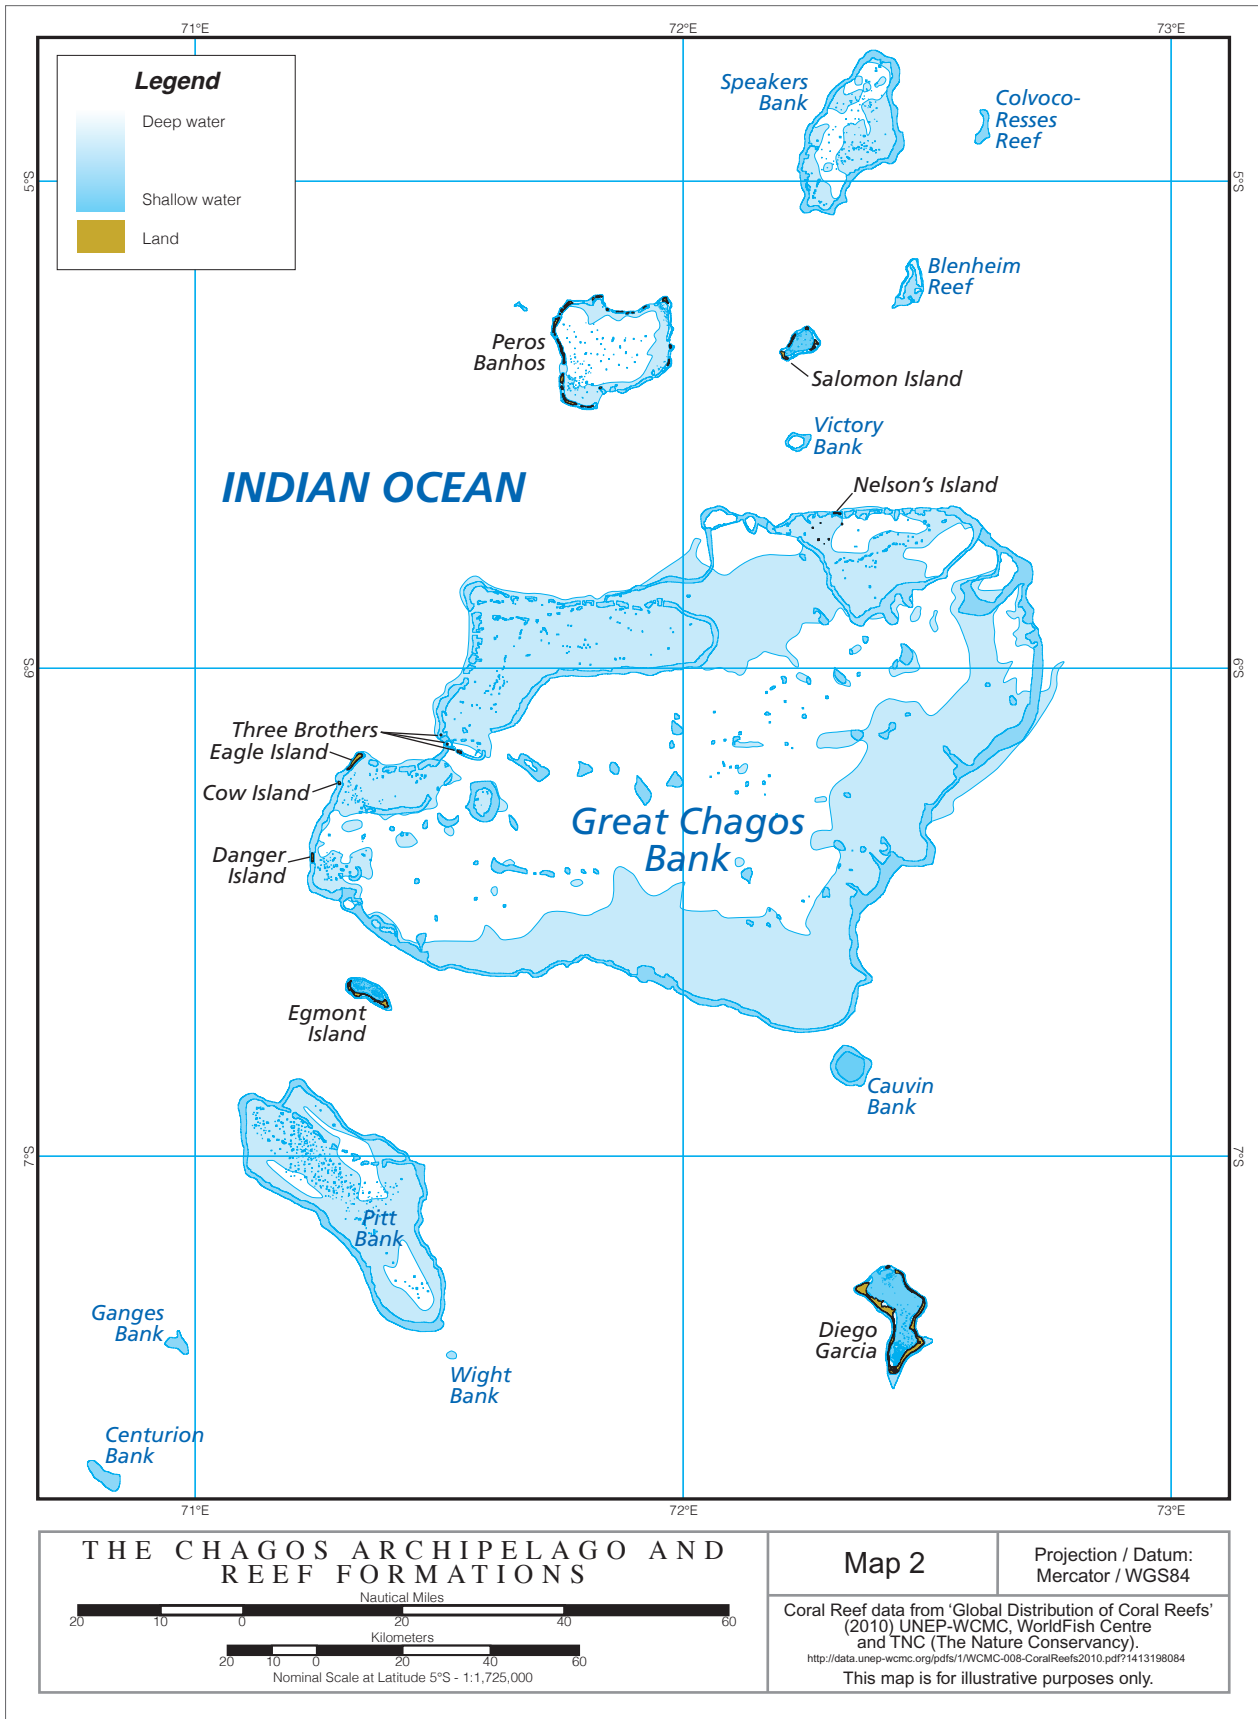 71°E
72°E
73°E
Legend
Deep water
Shallow water
Land
Speakers
Bank
Colvoco-
Resses
Reef
5°S
5°S
Blenheim
Reef
Peros
Banhos
Salomon Island
Victory
Bank
INDIAN OCEAN
Nelson's Island
6°S
6°S
Three Brothers
Eagle Island
Cow Island
Great Chagos
Bank
Danger
Island
Egmont
Island
Cauvin
Bank
7°S
7°S
Pitt
Bank
Ganges
Bank
Diego
Garcia
Wight
Bank
Centurion
Bank
71°E
72°E
73°E
THE CHAGOS ARCHIPELAGO AND
REEF FORMATIONS
Nautical Miles
20 10 0 20 40 60
Kilometers
20 10 0 20 40 60
Nominal Scale at Latitude 5°S - 1:1,725,000
Map 2
Projection / Datum:
Mercator / WGS84
Coral Reef data from 'Global Distribution of Coral Reefs'
(2010) UNEP-WCMC, WorldFish Centre
and TNC (The Nature Conservancy).
http://data.unep-wcmc.org/pdfs/1/WCMC-008-CoralReefs2010.pdf?1413198084
This map is for illustrative purposes only.